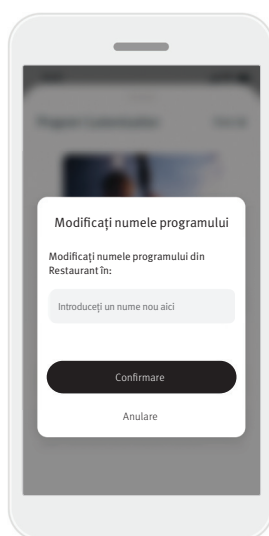 Modificați numele programului
Modificați numele programului din
Restaurant în:
Introduceți un nume nou aici
Confirmare
Anulare